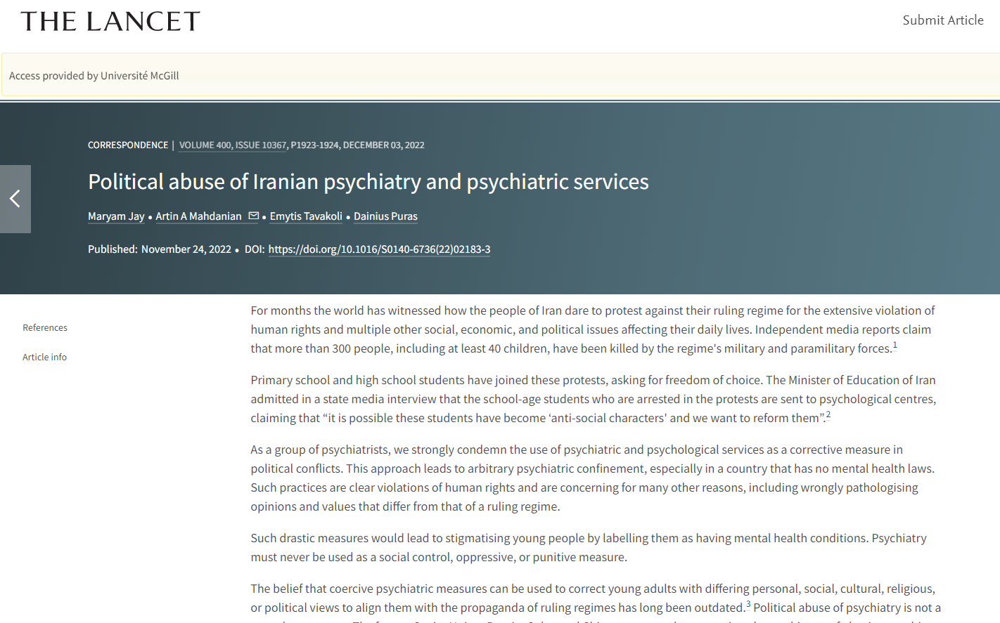 THE LANCET
Submit Article
Access provided by Université McGill
CORRESPONDENCE | VOLUME 400, ISSUE 10367, P1923-1924, DECEMBER 03, 2022
Political abuse of Iranian psychiatry and psychiatric services
Maryam Jay • Artin A Mahdanian • Emytis Tavakoli • Dainius Puras
Published: November 24, 2022 • DOI: https://doi.org/10.1016/S0140-6736(22)02183-3
References
Article info
For months the world has witnessed how the people of Iran dare to protest against their ruling regime for the extensive violation of
human rights and multiple other social, economic, and political issues affecting their daily lives. Independent media reports claim
that more than 300 people, including at least 40 children, have been killed by the regime's military and paramilitary forces.1
Primary school and high school students have joined these protests, asking for freedom of choice. The Minister of Education of Iran
admitted in a state media interview that the school-age students who are arrested in the protests are sent to psychological centres,
claiming that “it is possible these students have become ‘anti-social characters' and we want to reform them”.2
As a group of psychiatrists, we strongly condemn the use of psychiatric and psychological services as a corrective measure in
political conflicts. This approach leads to arbitrary psychiatric confinement, especially in a country that has no mental health laws.
Such practices are clear violations of human rights and are concerning for many other reasons, including wrongly pathologising
opinions and values that differ from that of a ruling regime.
Such drastic measures would lead to stigmatising young people by labelling them as having mental health conditions. Psychiatry
must never be used as a social control, oppressive, or punitive measure.
The belief that coercive psychiatric measures can be used to correct young adults with differing personal, social, cultural, religious,
or political views to align them with the propaganda of ruling regimes has long been outdated.3 Political abuse of psychiatry is not a